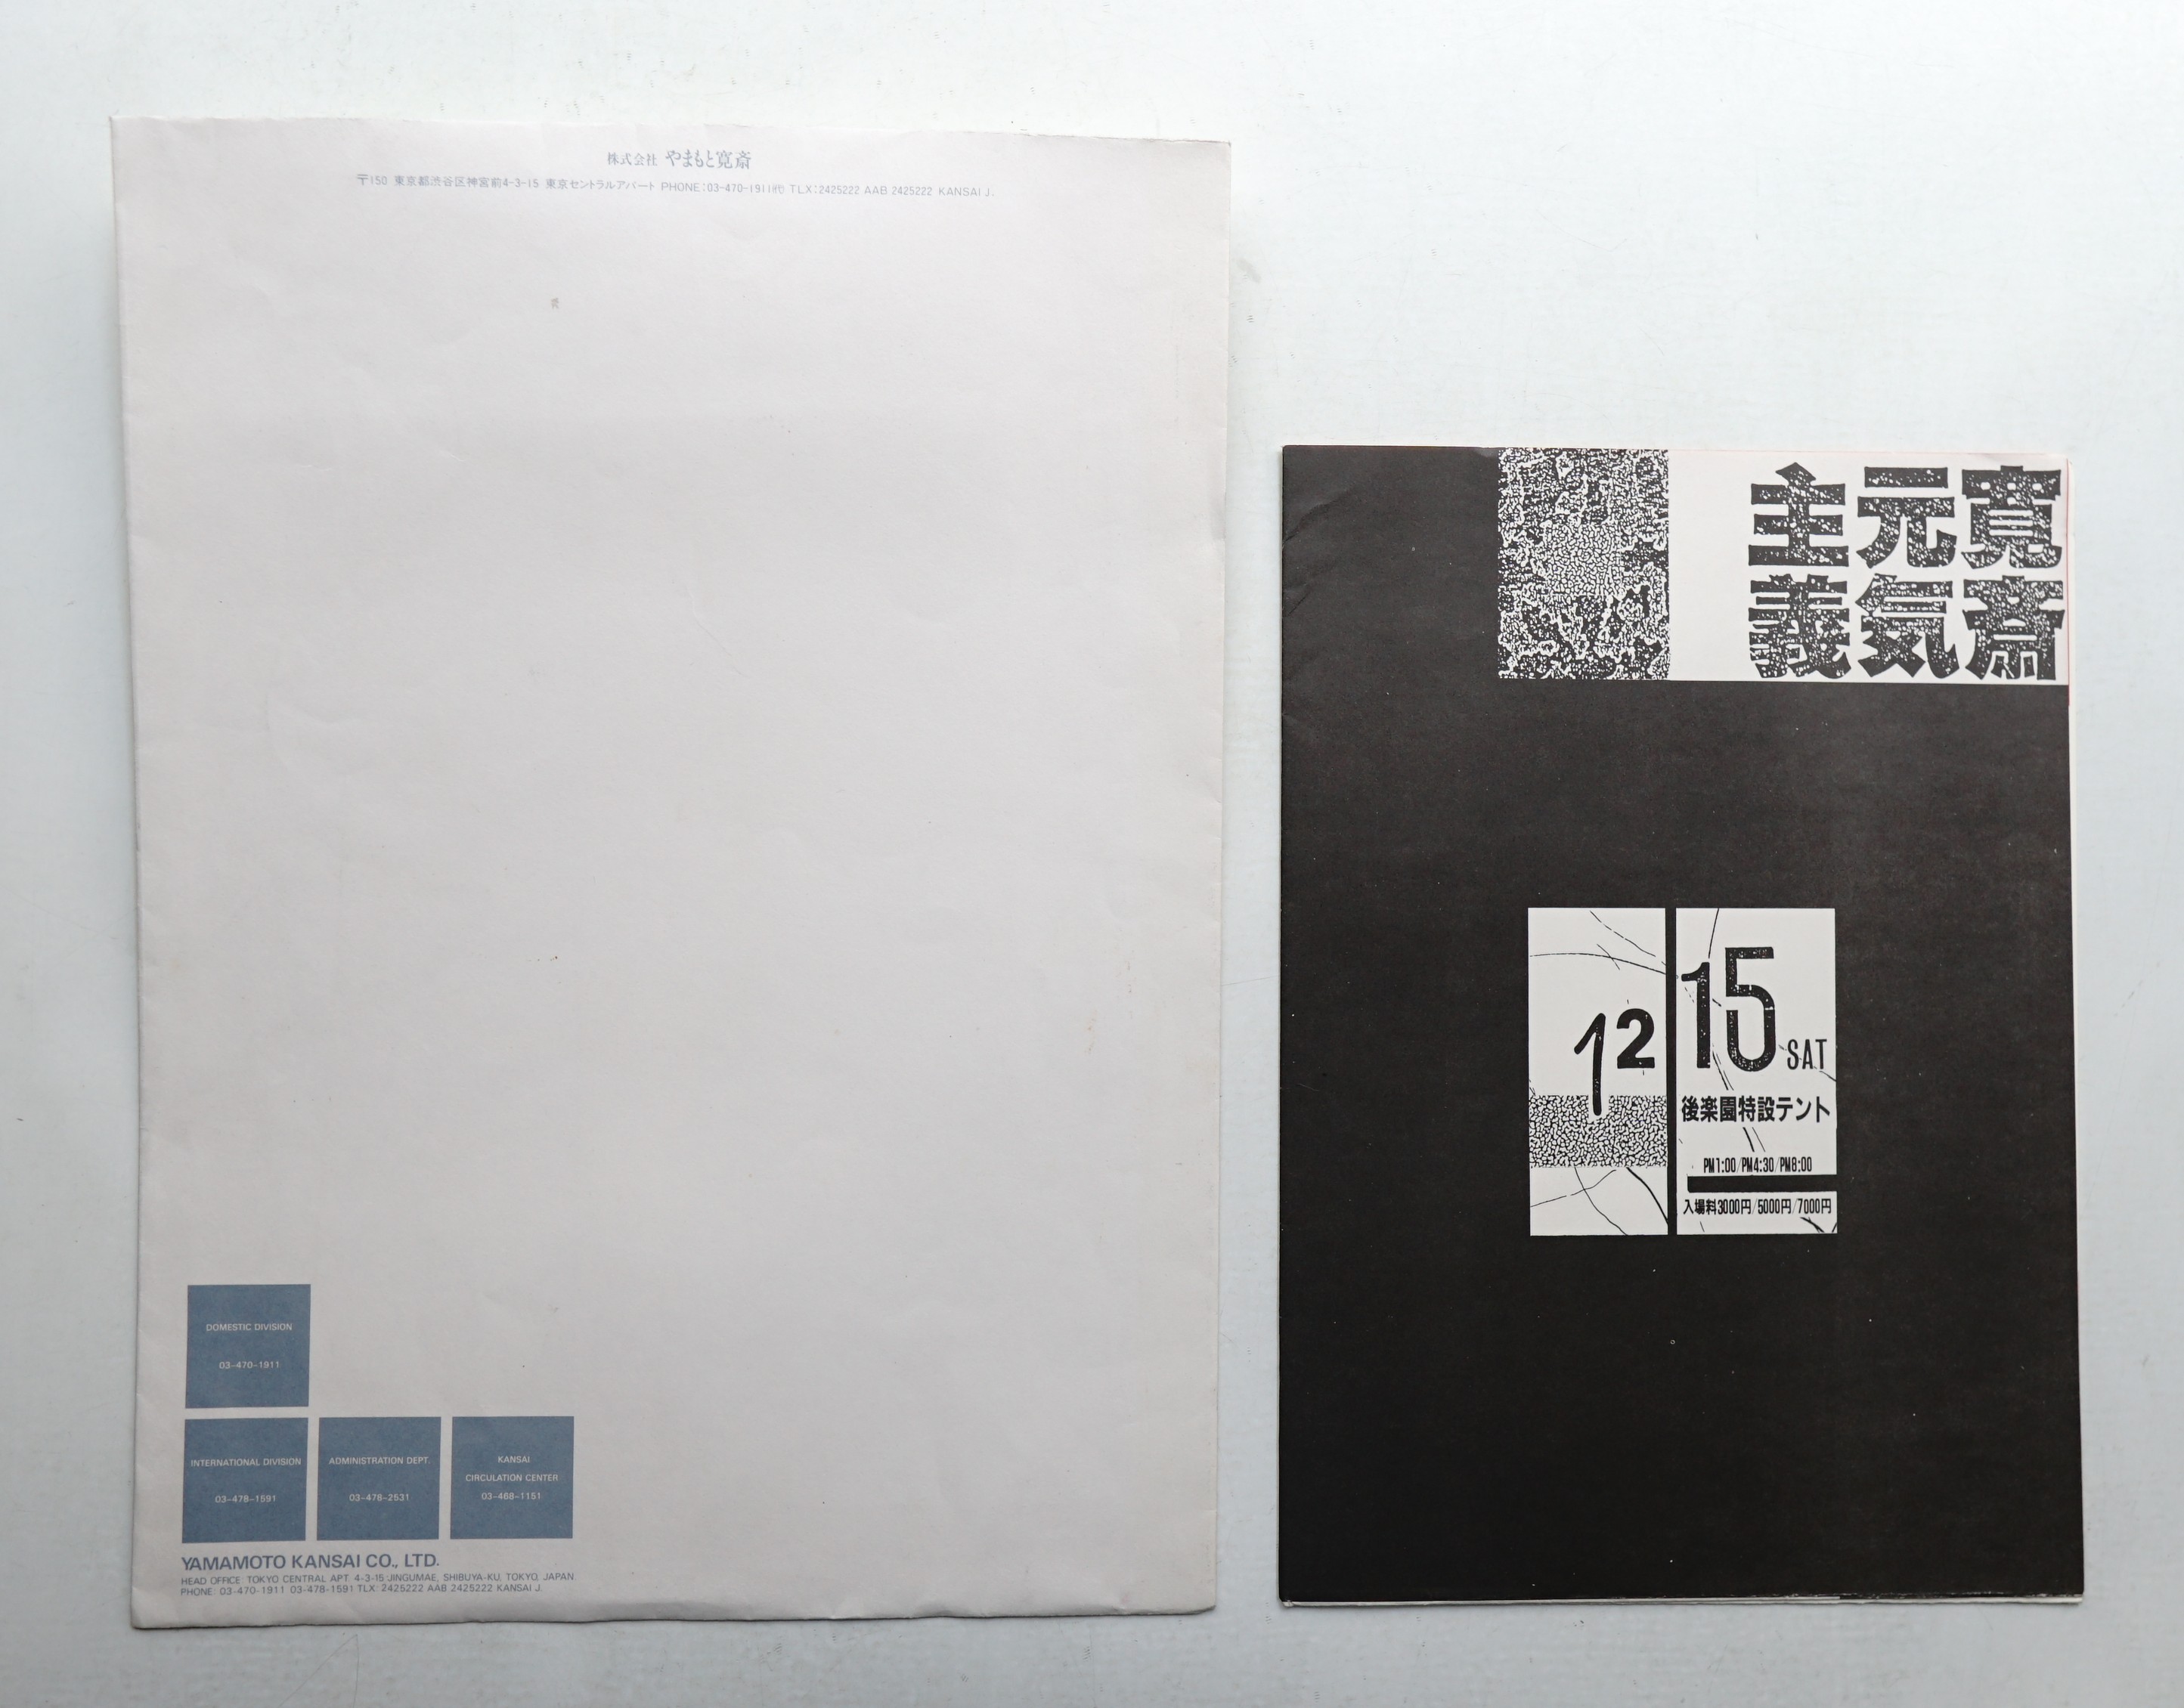 株式会社 やまもと寛斎
〒150 東京都渋谷区神宮前4-3-15 東京セントラルアパート PHONE:03-470-1911㈹ TLX:2425222 AAB 2425222 KANSAI J.
DOMESTIC DIVISION
03-470-1911
INTERNATIONAL DIVISION
03-478-1591
ADMINISTRATION DEPT.
03-478-2531
KANSAI
CIRCULATION CENTER
03-468-1151
YAMAMOTO KANSAI CO., LTD.
HEAD OFFICE: TOKYO CENTRAL APT. 4-3-15 JINGUMAE, SHIBUYA-KU, TOKYO, JAPAN
PHONE: 03-470-1911 03-478-1591 TLX: 2425222 AAB 2425222 KANSAI J.
寛斎
元気
主義
12
15 SAT
後楽園特設テント
PM1:00/PM4:30/PM8:00
入場料3000円/5000円/7000円